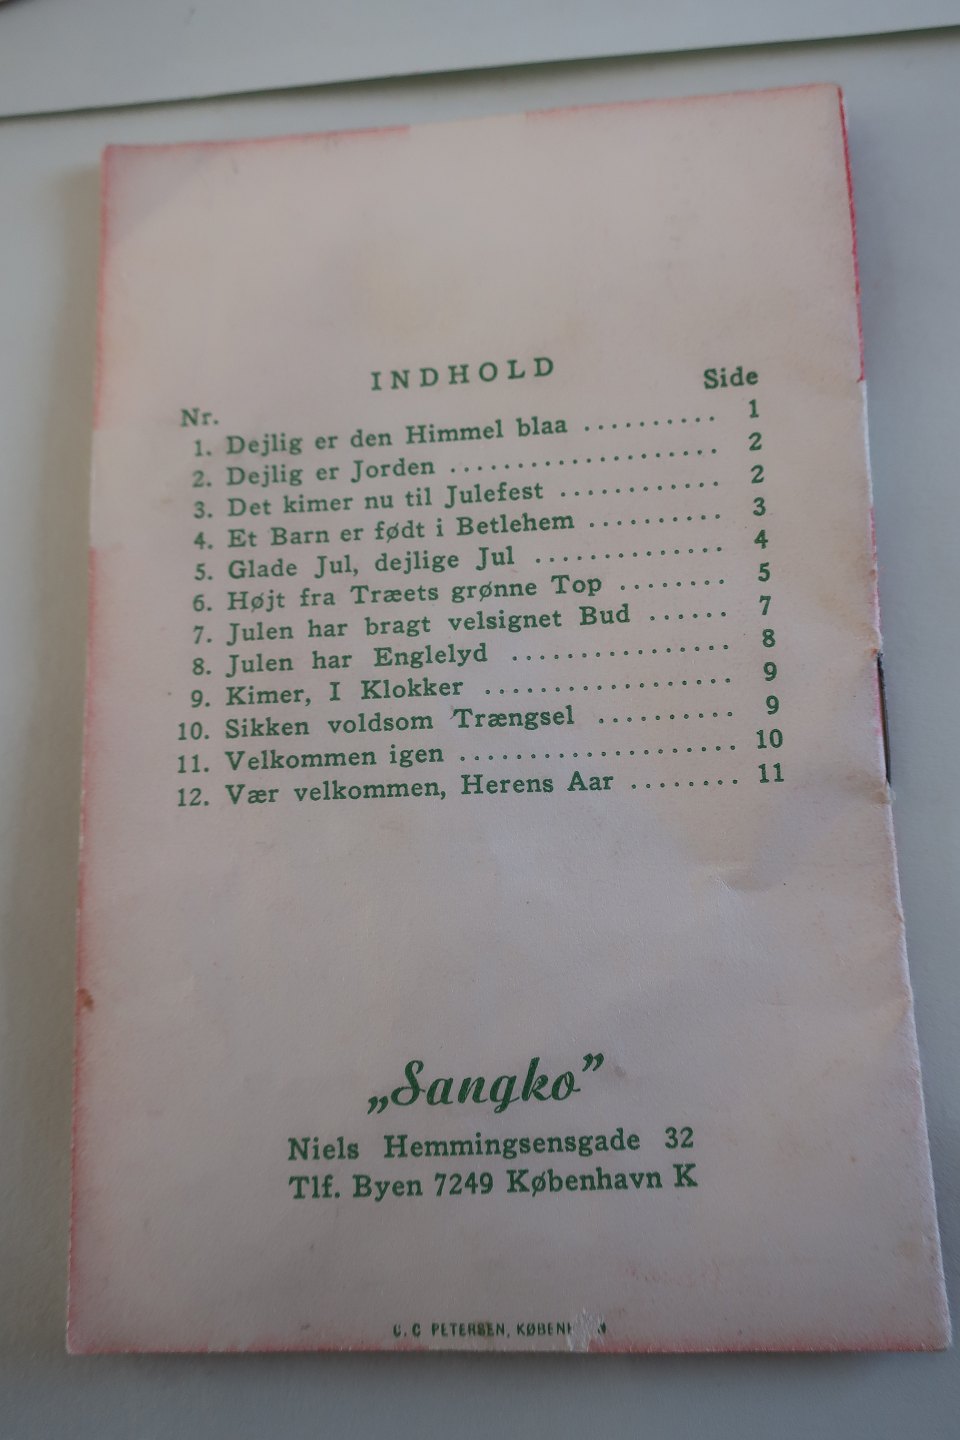 INDHOLD
Nr. Side
1. Dejlig er den Himmel blaa .......... 1
2. Dejlig er Jorden .................... 2
3. Det kimer nu til Julefest ............ 2
4. Et Barn er født i Betlehem .......... 3
5. Glade Jul, dejlige Jul .............. 4
6. Højt fra Træets grønne Top ........ 5
7. Julen har bragt velsignet Bud ...... 7
8. Julen har Englelyd ................ 8
9. Kimer, I Klokker ................... 9
10. Sikken voldsom Trængsel .......... 9
11. Velkommen igen ..................... 10
12. Vær velkommen, Herens Aar ........ 11
„Sangko”
Niels Hemmingsensgade 32
Tlf. Byen 7249 København K
C PETERSEN,